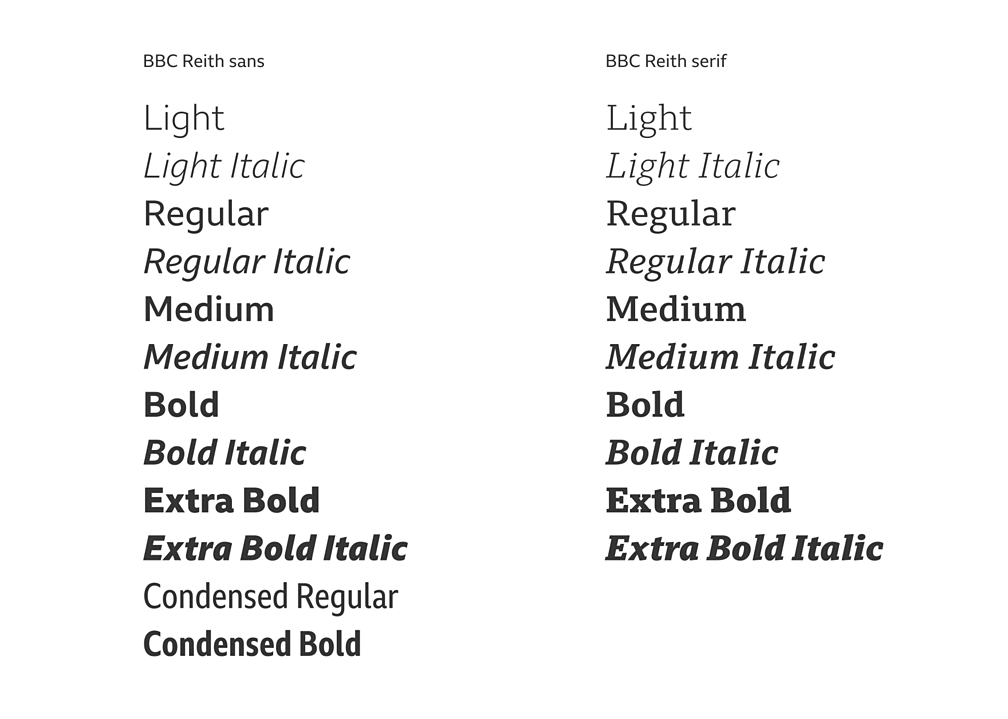 BBC Reith sans
Light
Light Italic
Regular
Regular Italic
Medium
Medium Italic
Bold
Bold Italic
Extra Bold
Extra Bold Italic
Condensed Regular
Condensed Bold
BBC Reith serif
Light
Light Italic
Regular
Regular Italic
Medium
Medium Italic
Bold
Bold Italic
Extra Bold
Extra Bold Italic